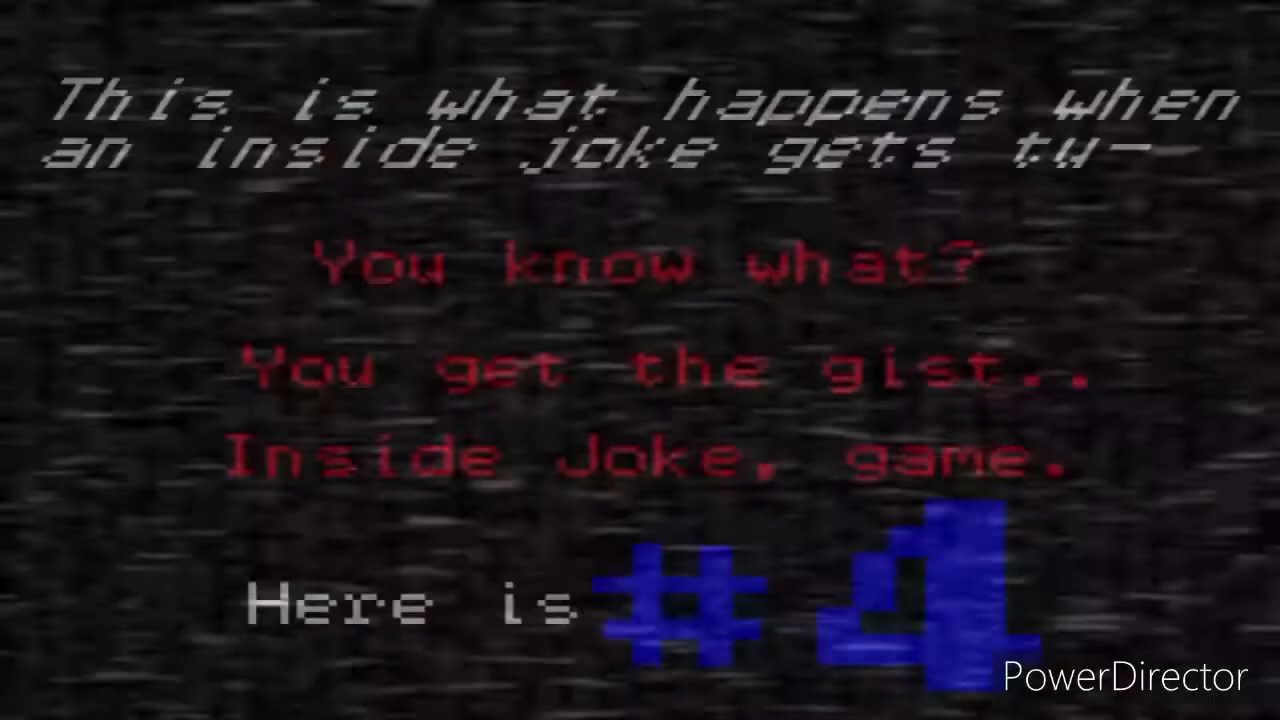 This is what happens when
an inside joke gets tu—
You know what?
You get the gist..
Inside Joke, game.
Here is #4
PowerDirector